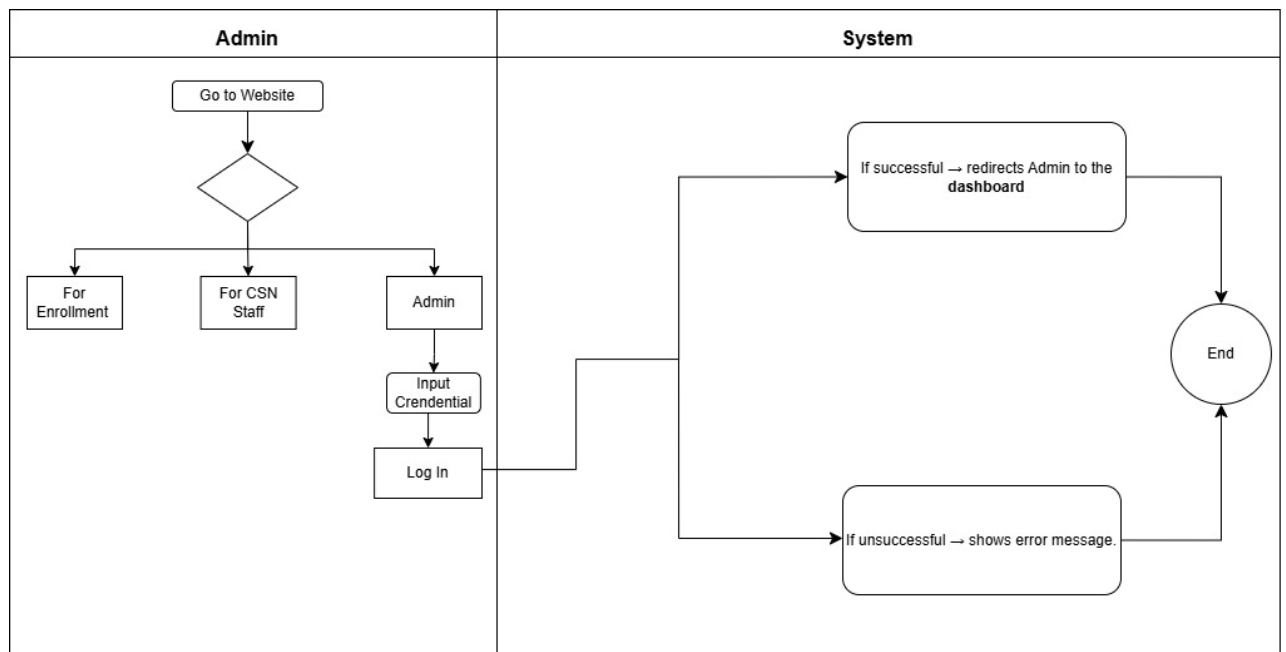 Admin
System
Go to Website
For
Enrollment
For CSN
Staff
Admin
Input
Crendential
Log In
If successful → redirects Admin to the
dashboard
End
If unsuccessful → shows error message.